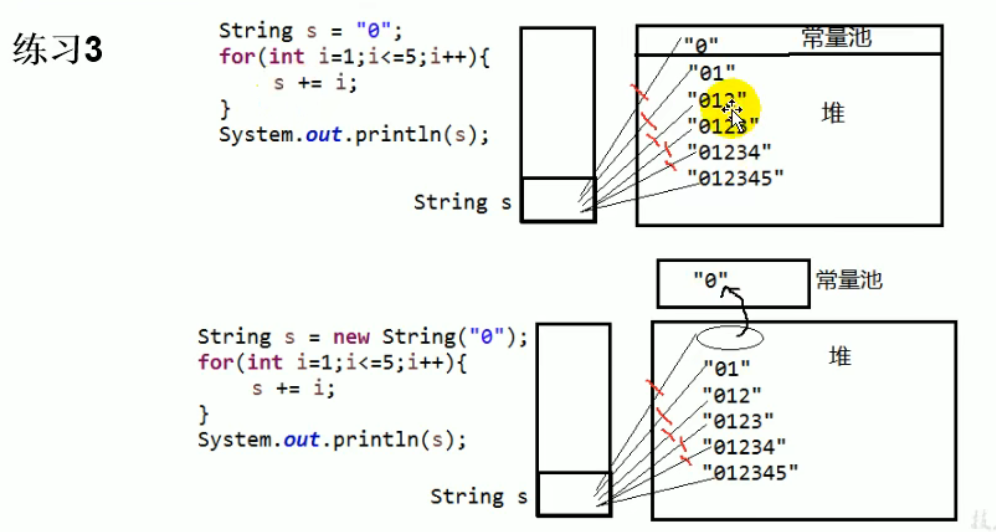 练习3
String s = "0";
for(int i=1;i<=5;i++){
s += i;
}
System.out.println(s);
String s
"0"
常量池
"01"
"012"
堆
"0123"
"01234"
"012345"
"0"
常量池
String s = new String("0");
for(int i=1;i<=5;i++){
s += i;
}
System.out.println(s);
String s
堆
"01"
"012"
"0123"
"01234"
"012345"